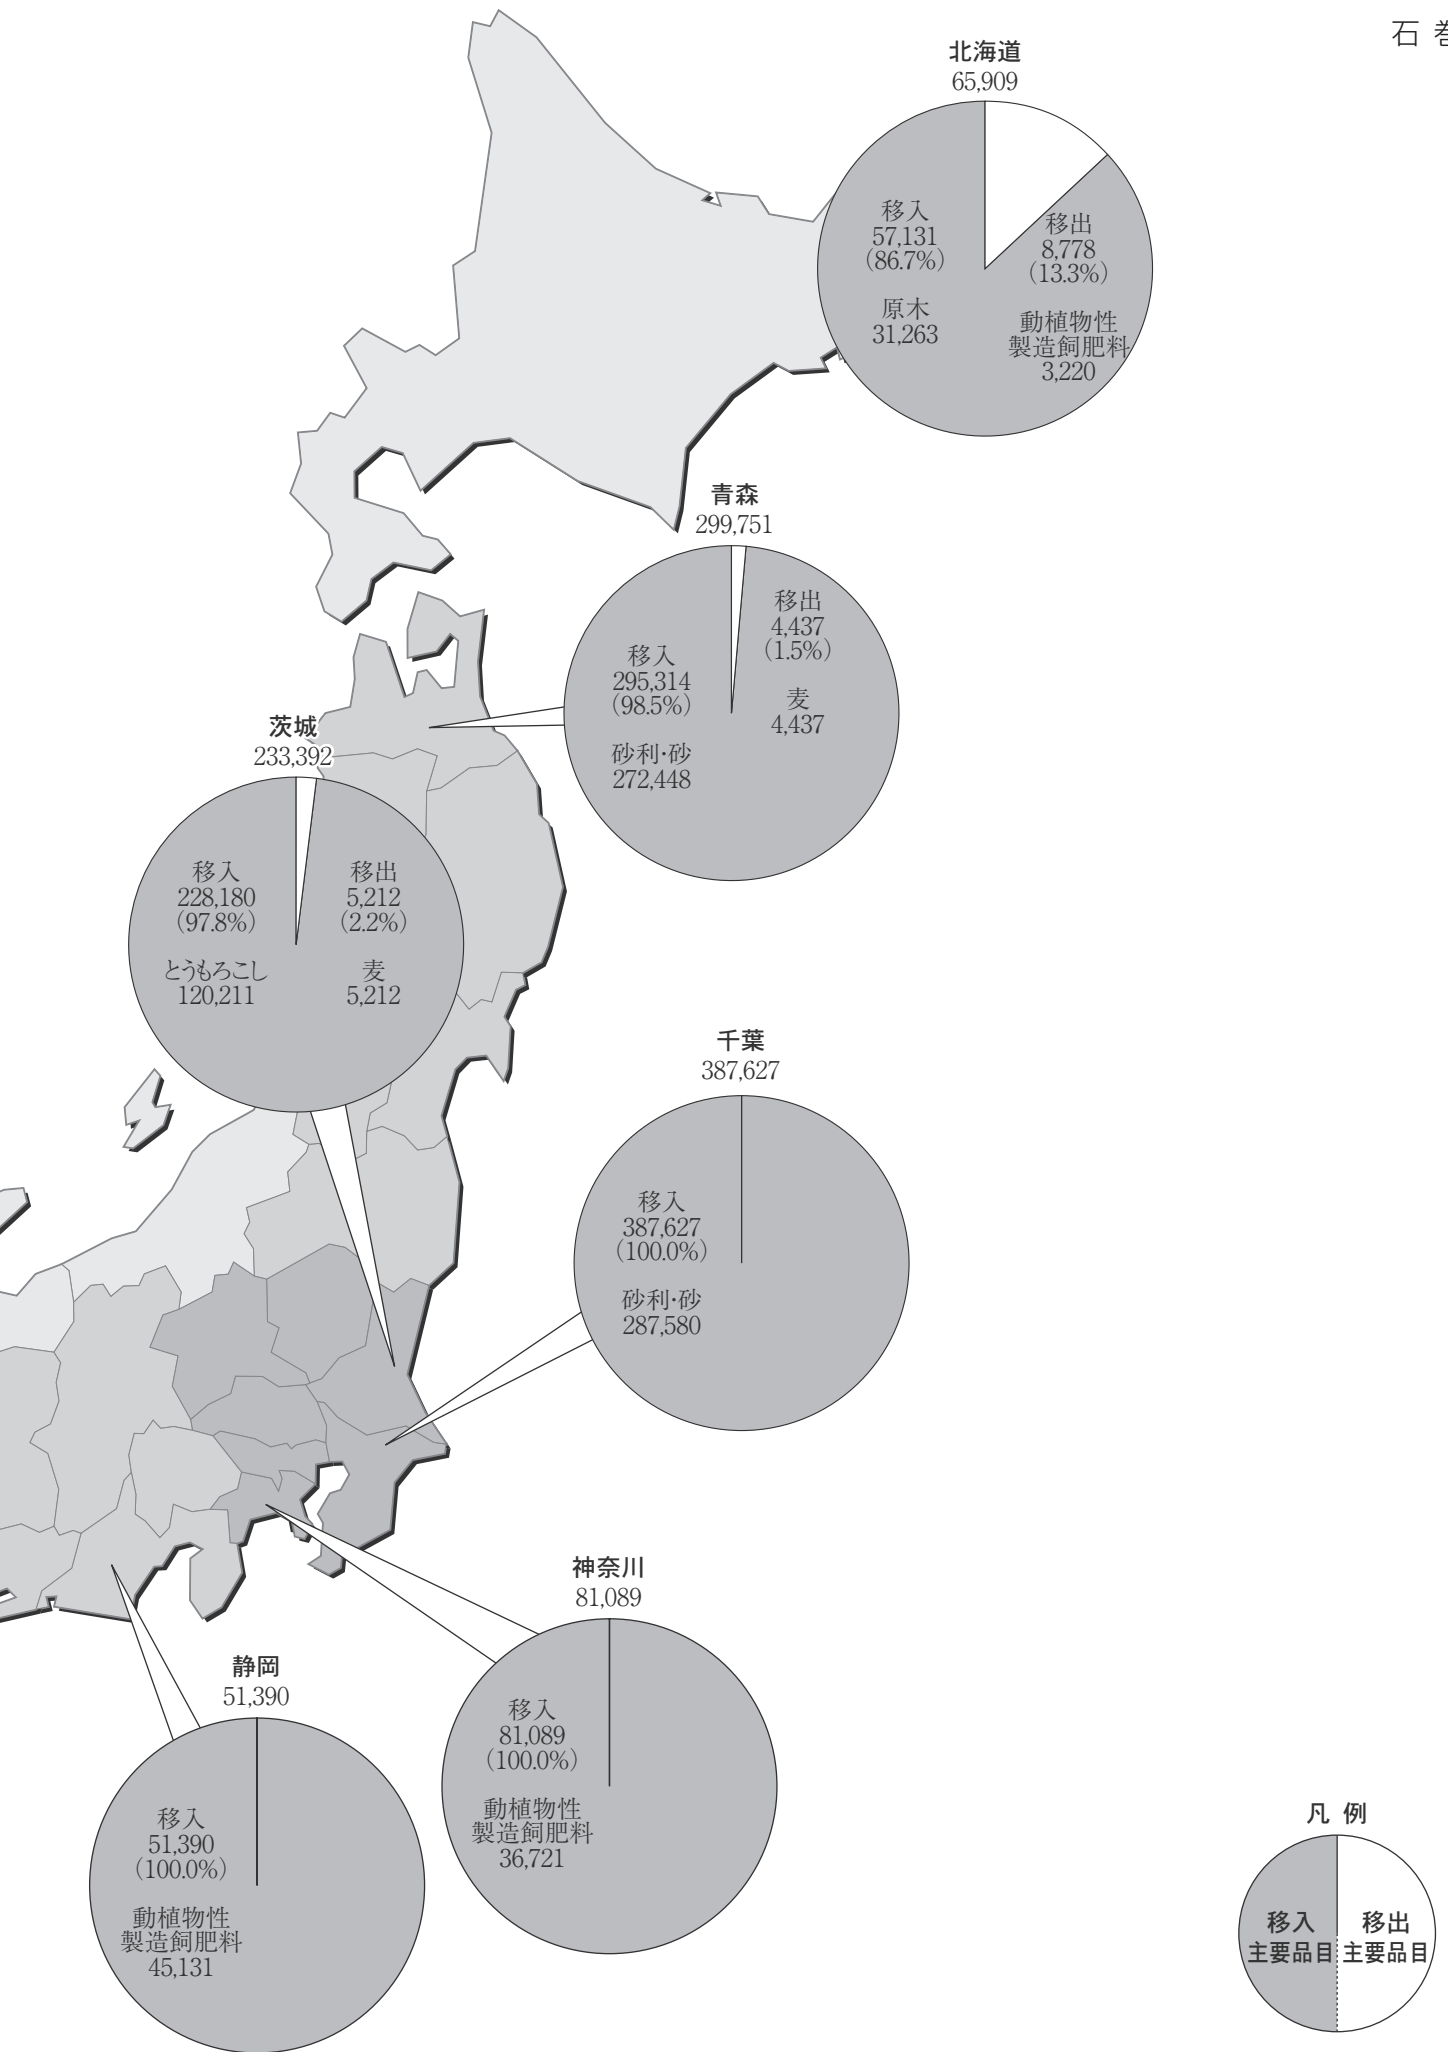 石巻
北海道
65,909
移入
57,131
(86.7%)
原木
31,263
移出
8,778
(13.3%)
動植物性
製造飼肥料
3,220
青森
299,751
移入
295,314
(98.5%)
砂利・砂
272,448
移出
4,437
(1.5%)
麦
4,437
茨城
233,392
移入
228,180
(97.8%)
とうもろこし
120,211
移出
5,212
(2.2%)
麦
5,212
千葉
387,627
移入
387,627
(100.0%)
砂利・砂
287,580
神奈川
81,089
移入
81,089
(100.0%)
動植物性
製造飼肥料
36,721
静岡
51,390
移入
51,390
(100.0%)
動植物性
製造飼肥料
45,131
凡 例
移入
主要品目
移出
主要品目